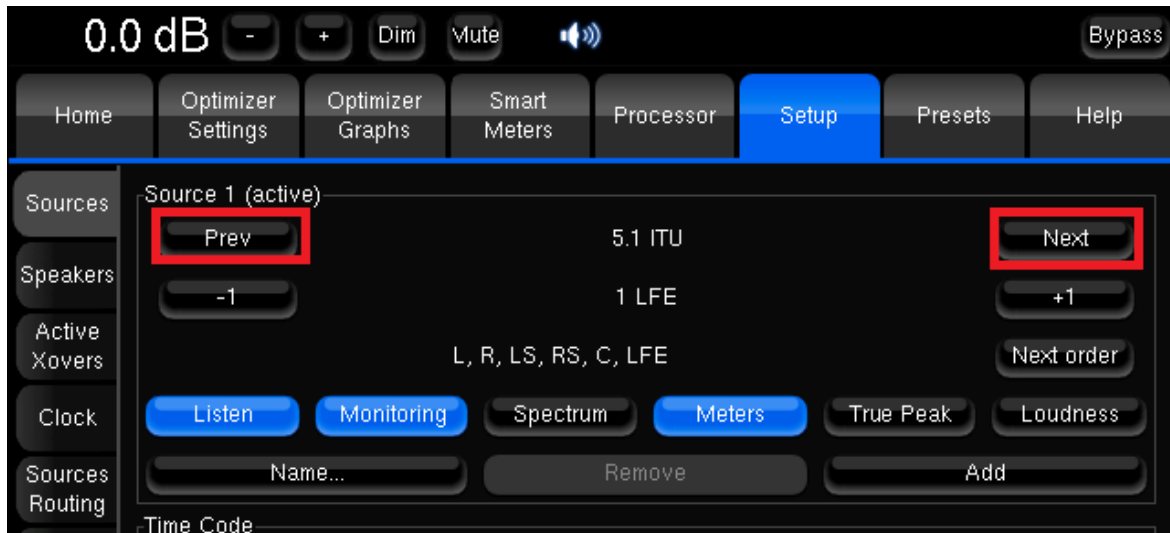 0.0 dB - + Dim Mute Bypass
Home Optimizer Settings Optimizer Graphs Smart Meters Processor Setup Presets Help
Sources
Speakers
Active
Xovers
Clock
Sources
Routing
Source 1 (active)
Prev 5.1 ITU Next
-1 1 LFE +1
L, R, LS, RS, C, LFE Next order
Listen Monitoring Spectrum Meters True Peak Loudness
Name... Remove Add
Time Code